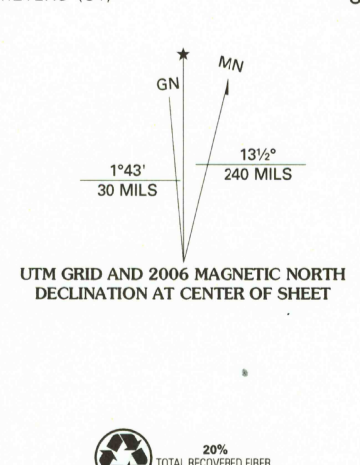 MN
GN
13½°
240 MILS
1°43'
30 MILS
UTM GRID AND 2006 MAGNETIC NORTH
DECLINATION AT CENTER OF SHEET
20%
TOTAL RECOVERED FIBER